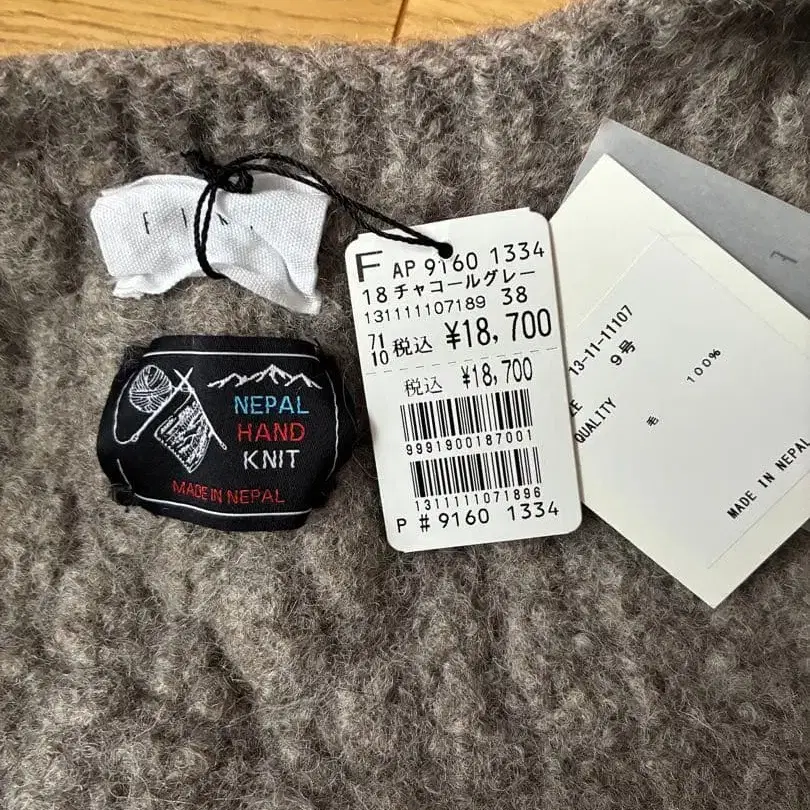 NEPAL
HAND
KNIT
MADE IN NEPAL
F AP 9160 1334
18 チャコールグレー
131111107189 38
71
10 税込 ¥18,700
税込 ¥18,700
9991900187001
1311111071896
P # 9160 1334
13-11-11107
9号
QUALITY
毛 100%
MADE IN NEPAL